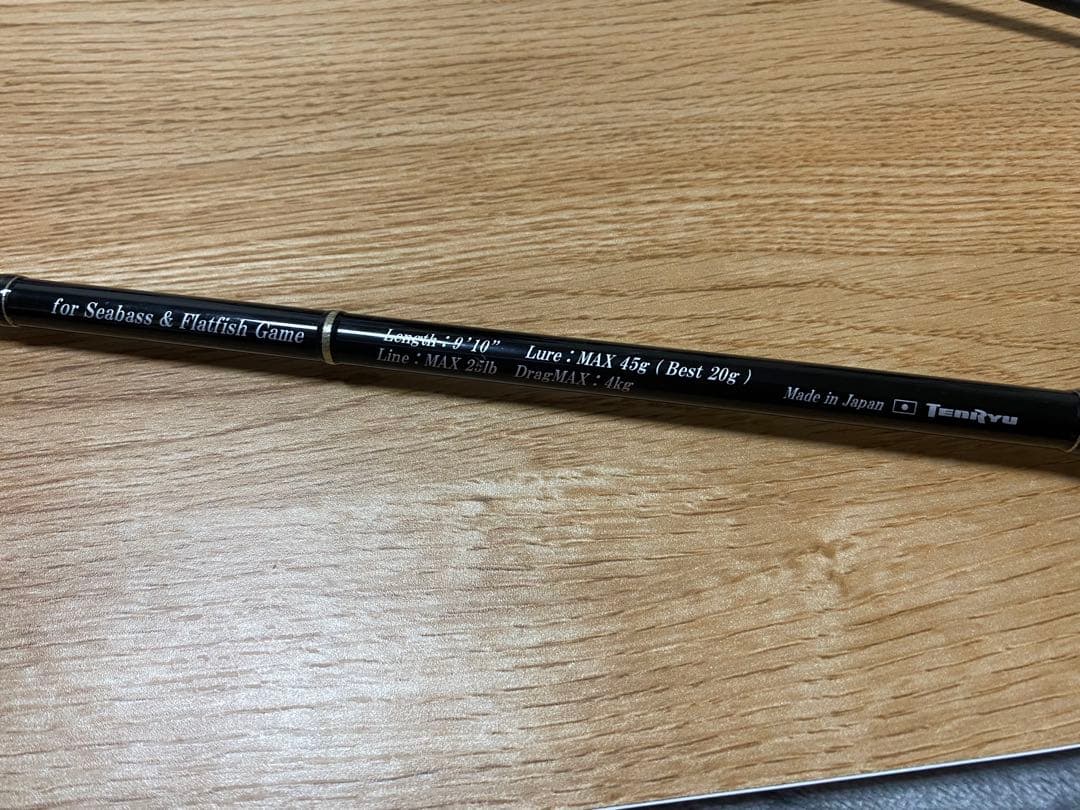 for Seabass & Flatfish Game
Length : 9'10" Lure : MAX 45g ( Best 20g )
Line : MAX 25lb DragMAX : 4kg
Made in Japan TENRYU